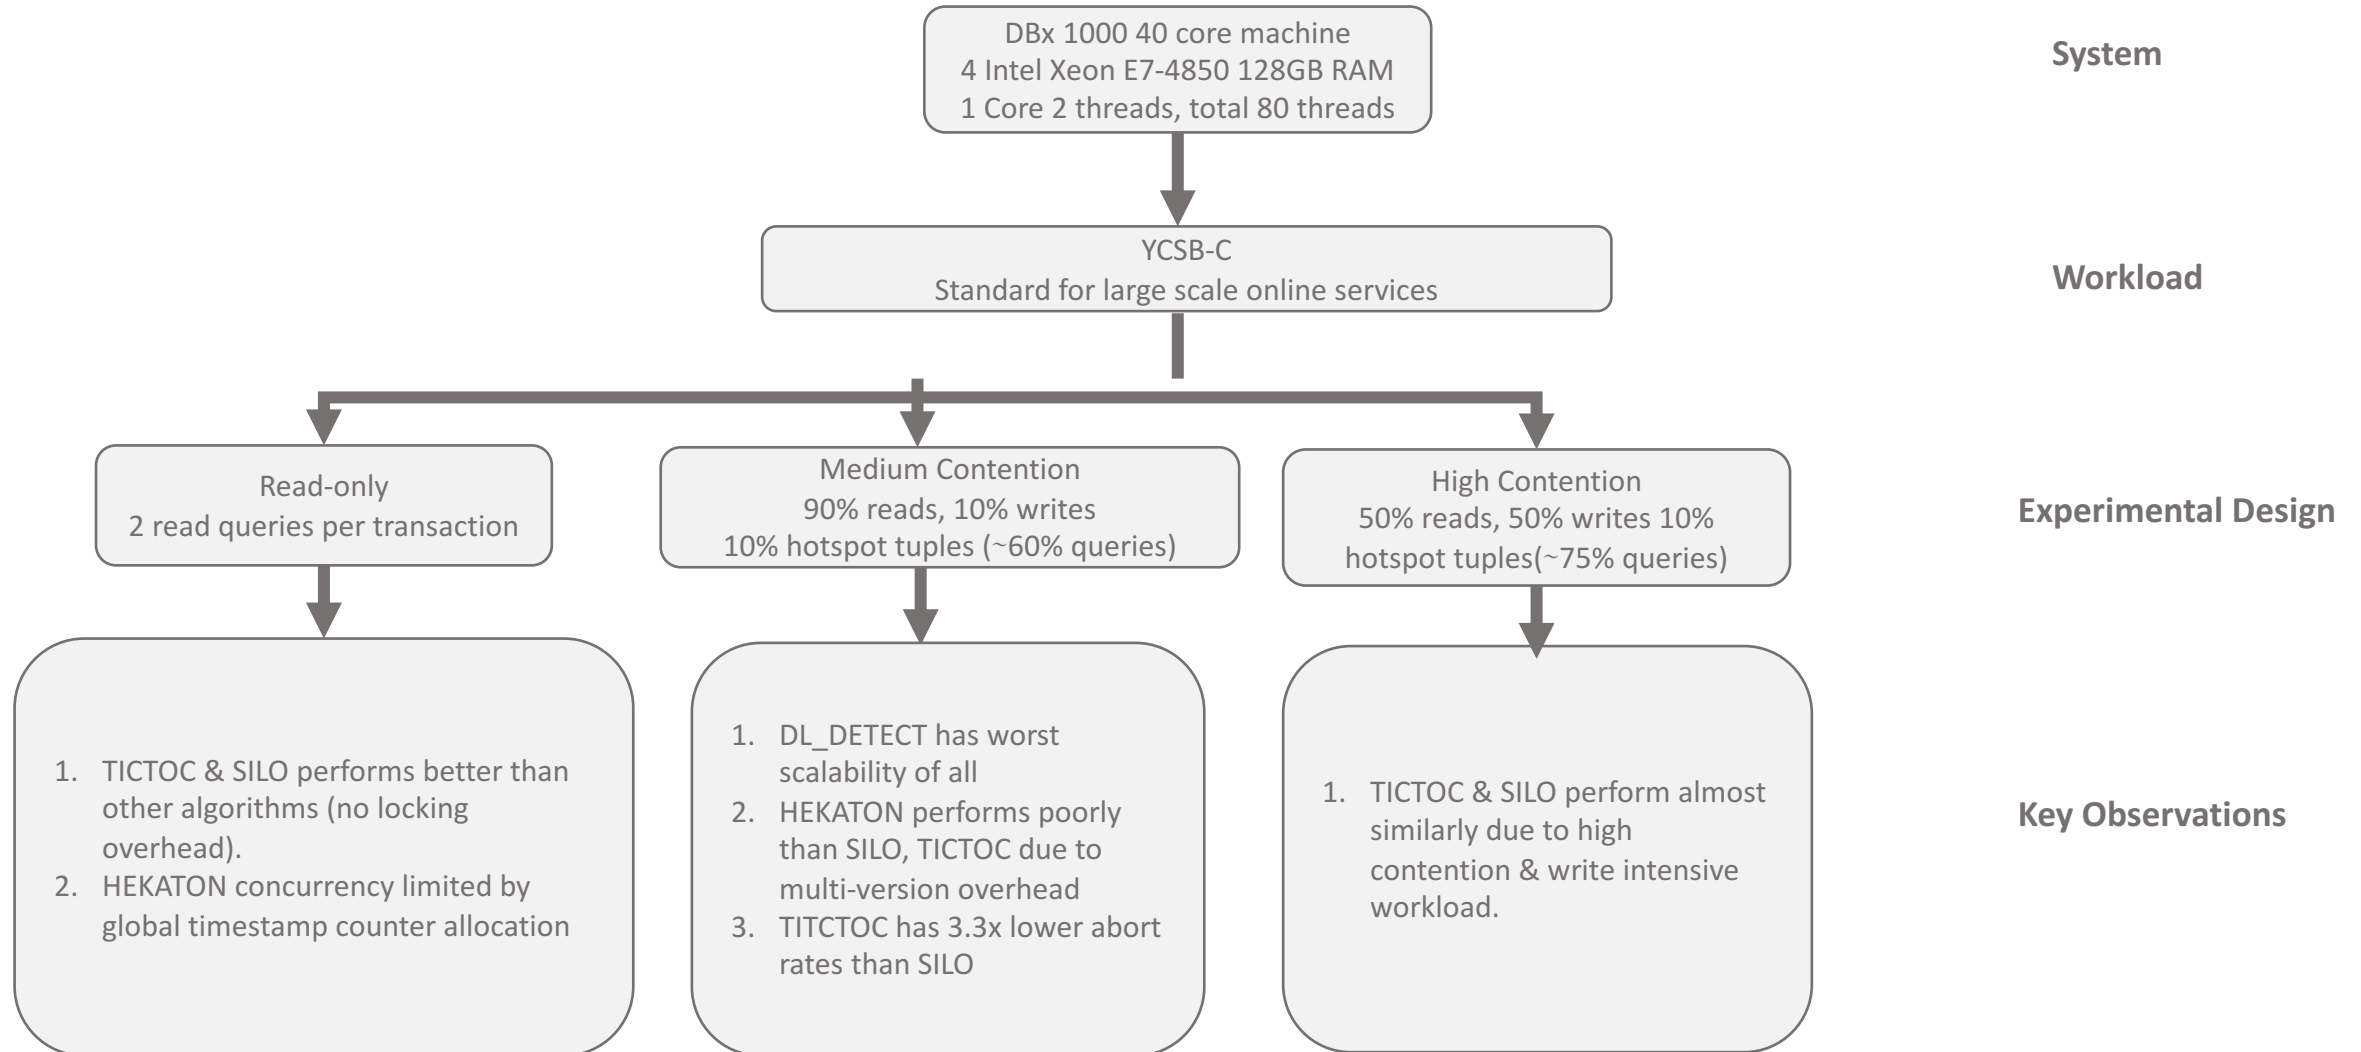 DBx 1000 40 core machine
4 Intel Xeon E7-4850 128GB RAM
1 Core 2 threads, total 80 threads
System
YCSB-C
Standard for large scale online services
Workload
Read-only
2 read queries per transaction
Medium Contention
90% reads, 10% writes
10% hotspot tuples (~60% queries)
High Contention
50% reads, 50% writes 10%
hotspot tuples(~75% queries)
Experimental Design
1. TICTOC & SILO performs better than
other algorithms (no locking
overhead).
2. HEKATON concurrency limited by
global timestamp counter allocation
1. DL_DETECT has worst
scalability of all
2. HEKATON performs poorly
than SILO, TICTOC due to
multi-version overhead
3. TITCTOC has 3.3x lower abort
rates than SILO
1. TICTOC & SILO perform almost
similarly due to high
contention & write intensive
workload.
Key Observations